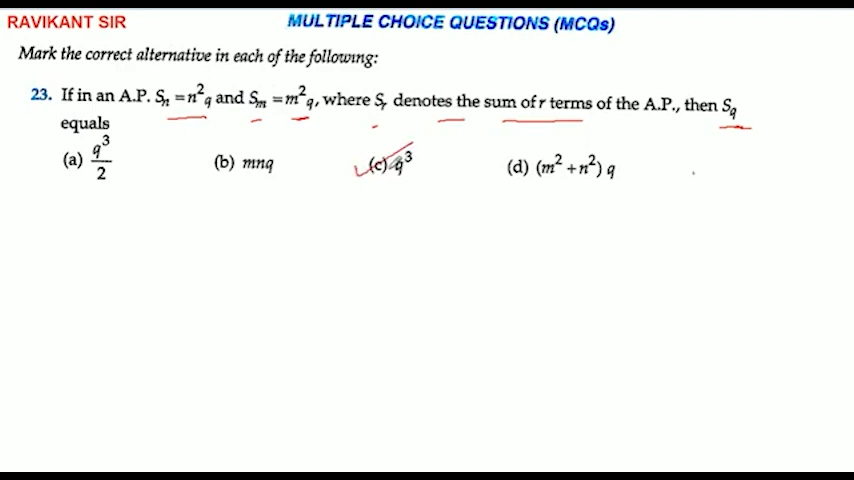 RAVIKANT SIR
MULTIPLE CHOICE QUESTIONS (MCQs)
Mark the correct alternative in each of the following:
23. If in an A.P. Sₙ = n²q and Sₘ = m²q, where Sᵣ denotes the sum of r terms of the A.P., then S_q
equals
(a) q³/2 (b) mnq (c) q³ (d) (m² + n²) q